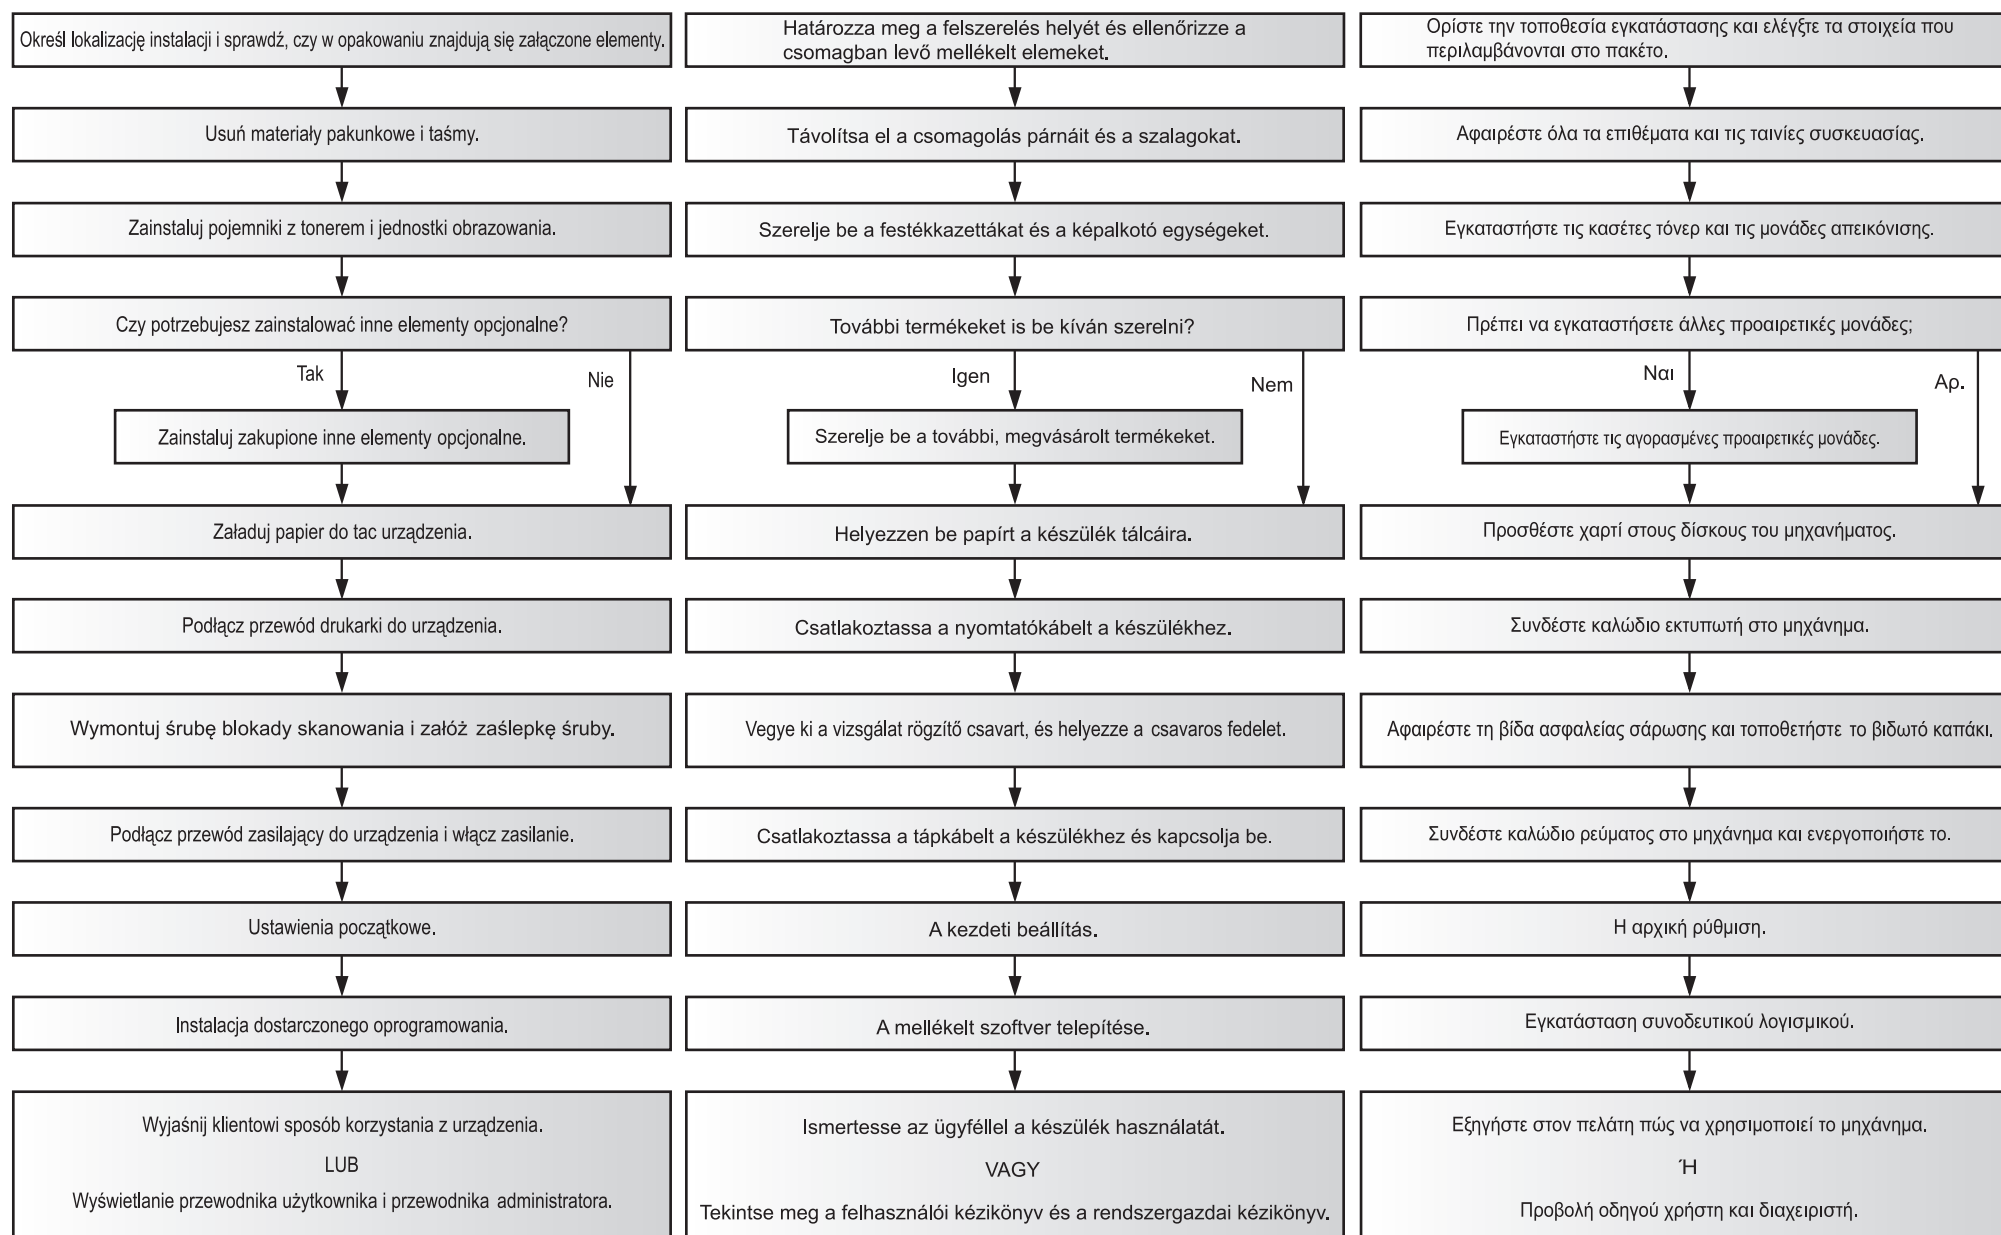 Określ lokalizację instalacji i sprawdź, czy w opakowaniu znajdują się załączone elementy.
Usuń materiały pakunkowe i taśmy.
Zainstaluj pojemniki z tonerem i jednostki obrazowania.
Czy potrzebujesz zainstalować inne elementy opcjonalne?
Tak
Nie
Zainstaluj zakupione inne elementy opcjonalne.
Załaduj papier do tac urządzenia.
Podłącz przewód drukarki do urządzenia.
Wymontuj śrubę blokady skanowania i załóż zaślepkę śruby.
Podłącz przewód zasilający do urządzenia i włącz zasilanie.
Ustawienia początkowe.
Instalacja dostarczonego oprogramowania.
Wyjaśnij klientowi sposób korzystania z urządzenia.
LUB
Wyświetlanie przewodnika użytkownika i przewodnika administratora.
Határozza meg a felszerelés helyét és ellenőrizze a
csomagban levő mellékelt elemeket.
Távolítsa el a csomagolás párnáit és a szalagokat.
Szerelje be a festékkazettákat és a képalkotó egységeket.
További termékeket is be kíván szerelni?
Igen
Nem
Szerelje be a további, megvásárolt termékeket.
Helyezzen be papírt a készülék tálcáira.
Csatlakoztassa a nyomtatókábelt a készülékhez.
Vegye ki a vizsgálat rögzítő csavart, és helyezze a csavaros fedelet.
Csatlakoztassa a tápkábelt a készülékhez és kapcsolja be.
A kezdeti beállítás.
A mellékelt szoftver telepítése.
Ismertesse az ügyféllel a készülék használatát.
VAGY
Tekintse meg a felhasználói kézikönyv és a rendszergazdai kézikönyv.
Ορίστε την τοποθεσία εγκατάστασης και ελέγξτε τα στοιχεία που
περιλαμβάνονται στο πακέτο.
Αφαιρέστε όλα τα επιθέματα και τις ταινίες συσκευασίας.
Εγκαταστήστε τις κασέτες τόνερ και τις μονάδες απεικόνισης.
Πρέπει να εγκαταστήσετε άλλες προαιρετικές μονάδες;
Ναι
Αρ.
Εγκαταστήστε τις αγορασμένες προαιρετικές μονάδες.
Προσθέστε χαρτί στους δίσκους του μηχανήματος.
Συνδέστε καλώδιο εκτυπωτή στο μηχάνημα.
Αφαιρέστε τη βίδα ασφαλείας σάρωσης και τοποθετήστε το βιδωτό καπάκι.
Συνδέστε καλώδιο ρεύματος στο μηχάνημα και ενεργοποιήστε το.
Η αρχική ρύθμιση.
Εγκατάσταση συνοδευτικού λογισμικού.
Εξηγήστε στον πελάτη πώς να χρησιμοποιεί το μηχάνημα.
Ή
Προβολή οδηγού χρήστη και διαχειριστή.